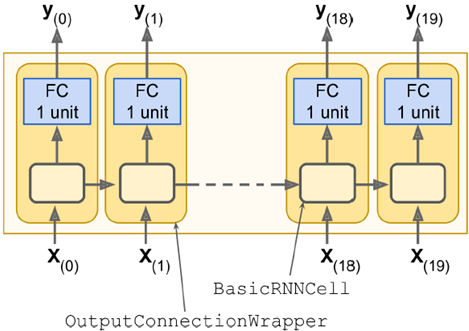 y(0) y(1) y(18) y(19)
FC FC FC FC
1 unit 1 unit 1 unit 1 unit
X(0) X(1) X(18) X(19)
BasicRNNCell
OutputConnectionWrapper